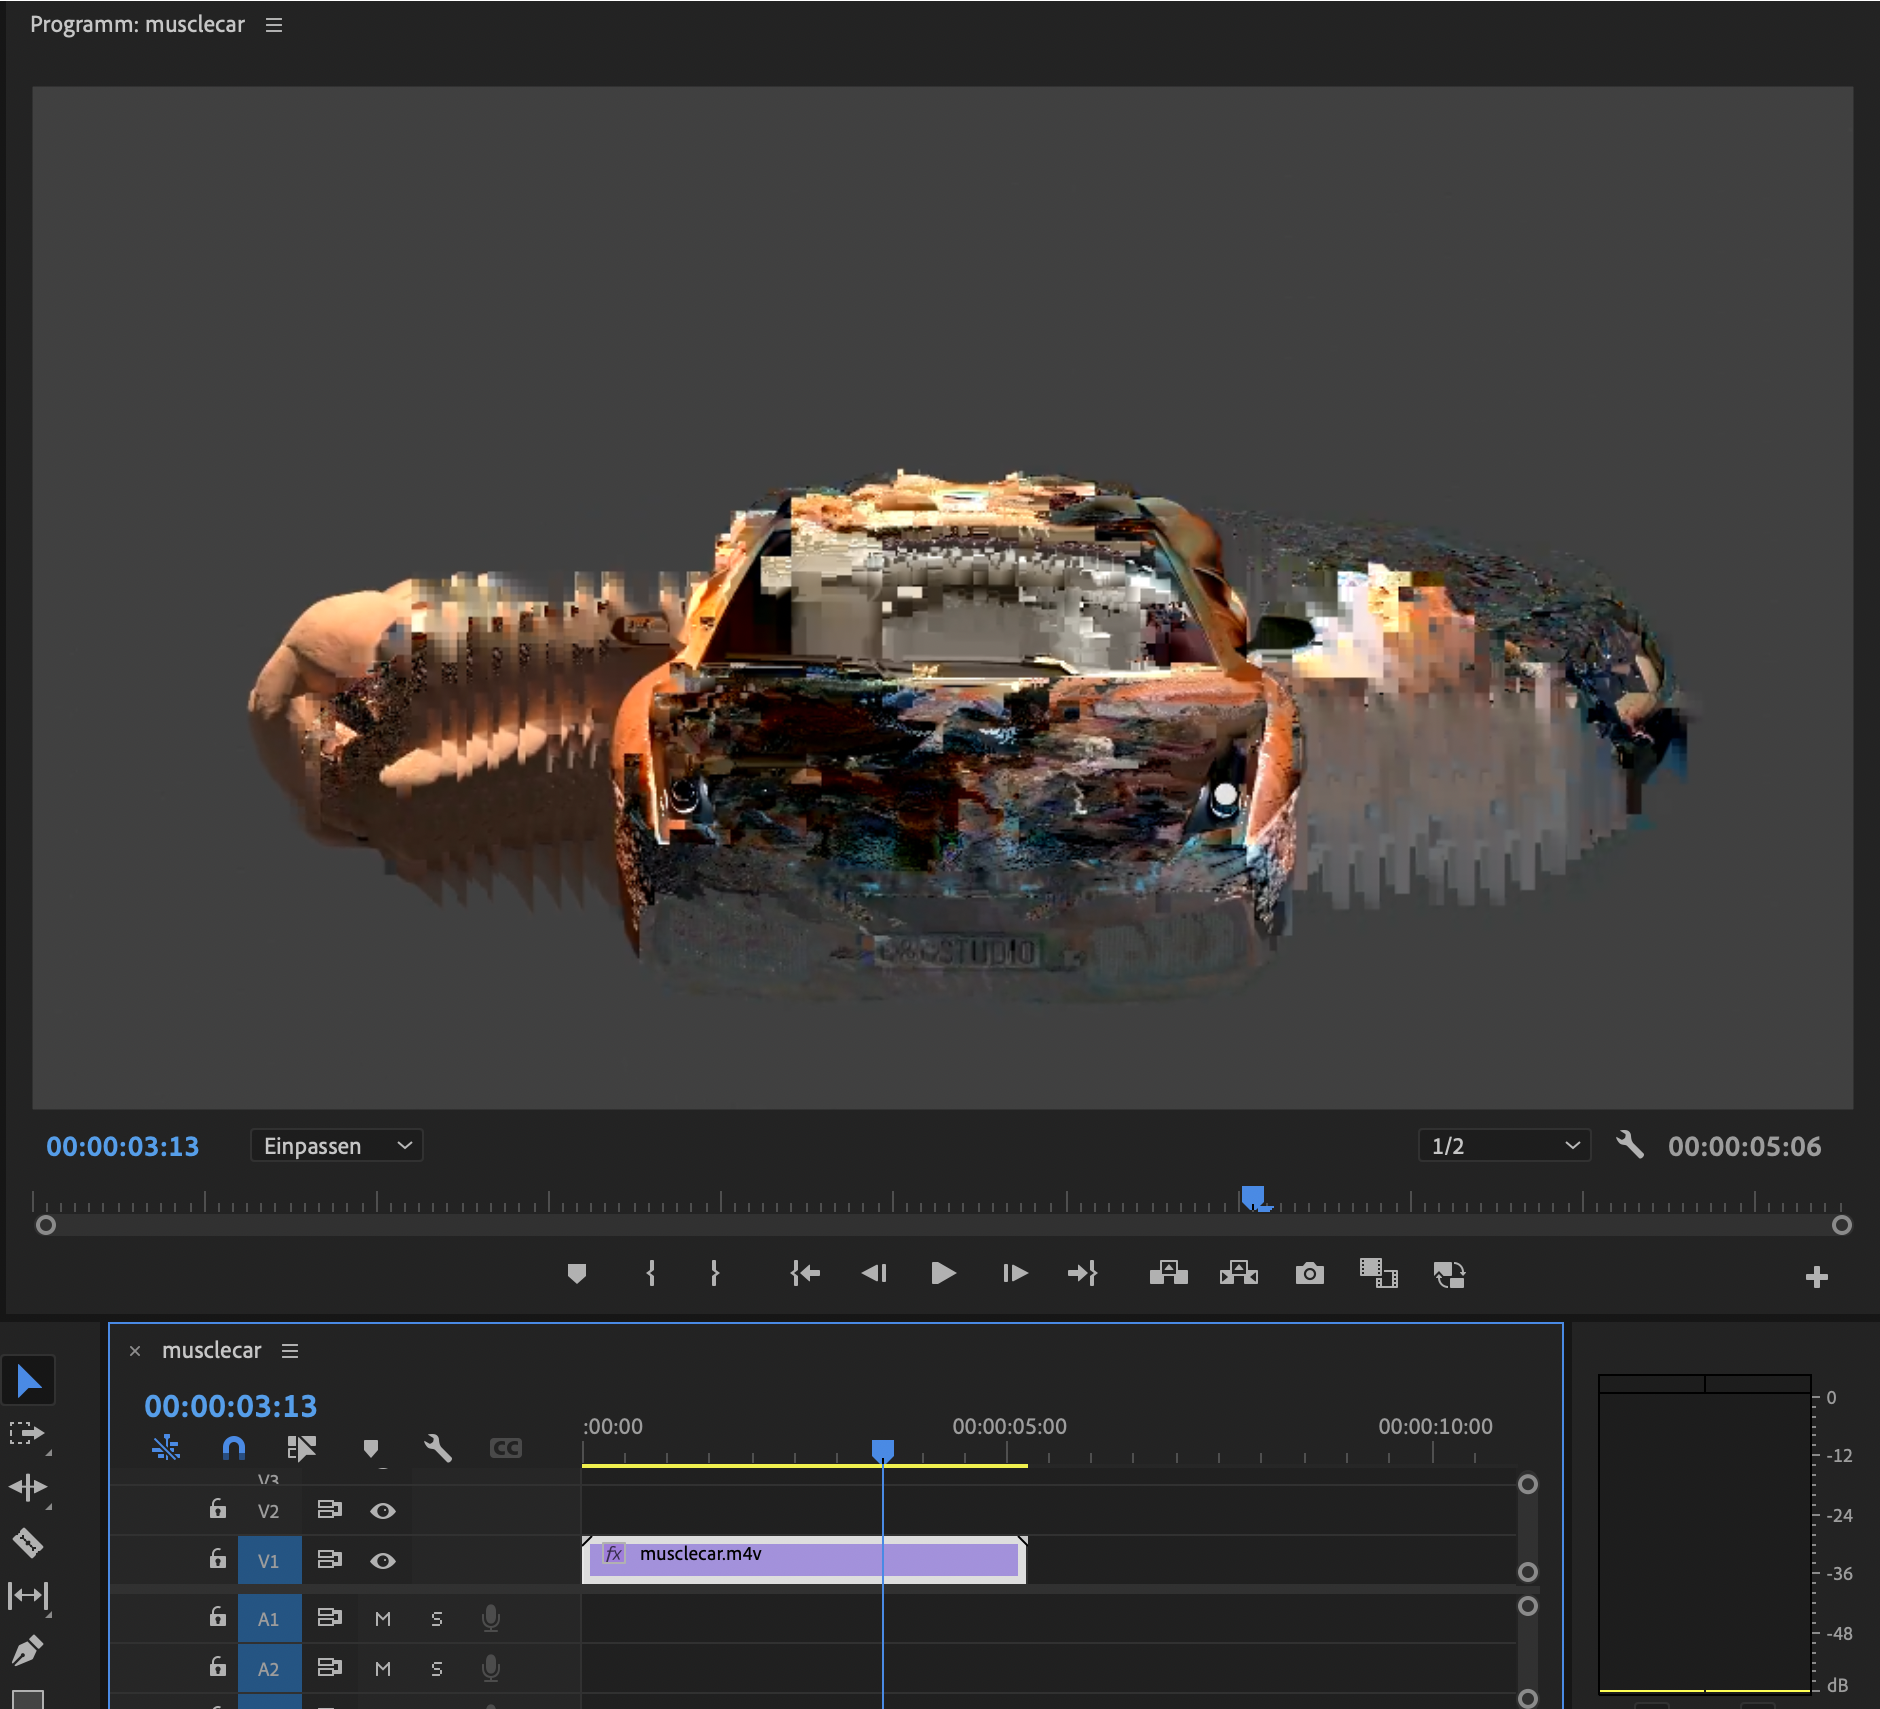 Programm: musclecar
STUDIO
00:00:03:13
Einpassen
1/2
00:00:05:06
musclecar
00:00:03:13
:00:00
00:00:05:00
00:00:10:00
CC
V3
V2
V1
fx musclecar.m4v
A1 M S
A2 M S
0
-12
-24
-36
-48
dB